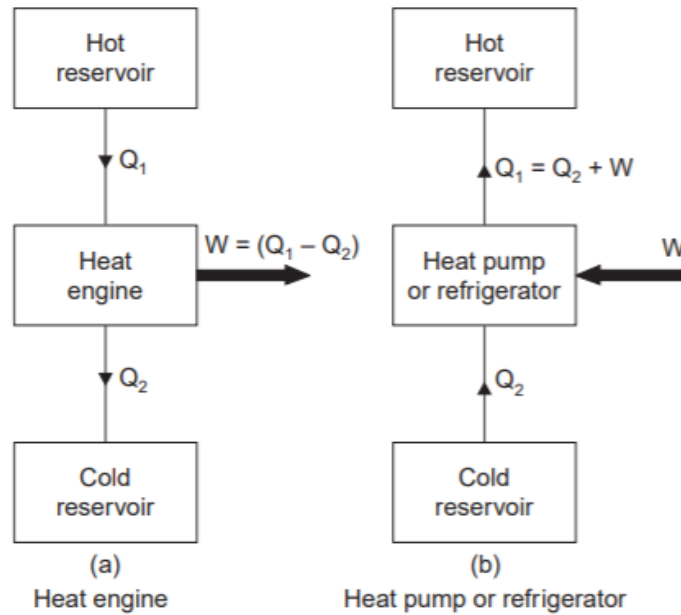 Hot
reservoir
Q₁
Heat
engine
W = (Q₁ – Q₂)
Q₂
Cold
reservoir
(a)
Heat engine
Hot
reservoir
Q₁ = Q₂ + W
Heat pump
or refrigerator
W
Q₂
Cold
reservoir
(b)
Heat pump or refrigerator